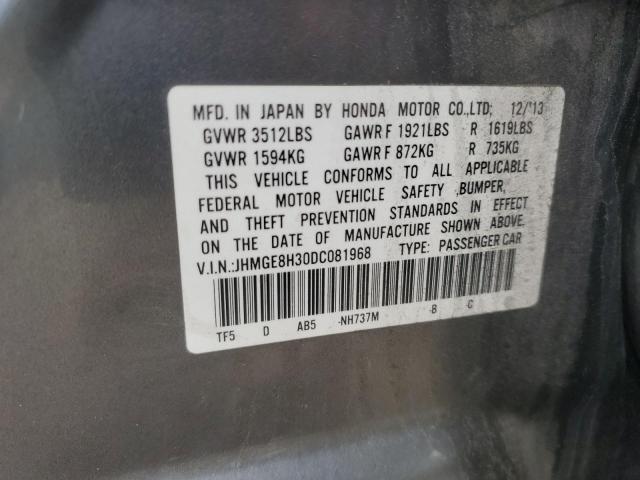 MFD. IN JAPAN BY HONDA MOTOR CO.,LTD; 12/'13
GVWR 3512LBS GAWR F 1921LBS R 1619LBS
GVWR 1594KG GAWR F 872KG R 735KG
THIS VEHICLE CONFORMS TO ALL APPLICABLE
FEDERAL MOTOR VEHICLE SAFETY ,BUMPER,
AND THEFT PREVENTION STANDARDS IN EFFECT
ON THE DATE OF MANUFACTURE SHOWN ABOVE.
V.I.N.:JHMGE8H30DC081968 TYPE: PASSENGER CAR
TF5 D AB5 -NH737M -B -C